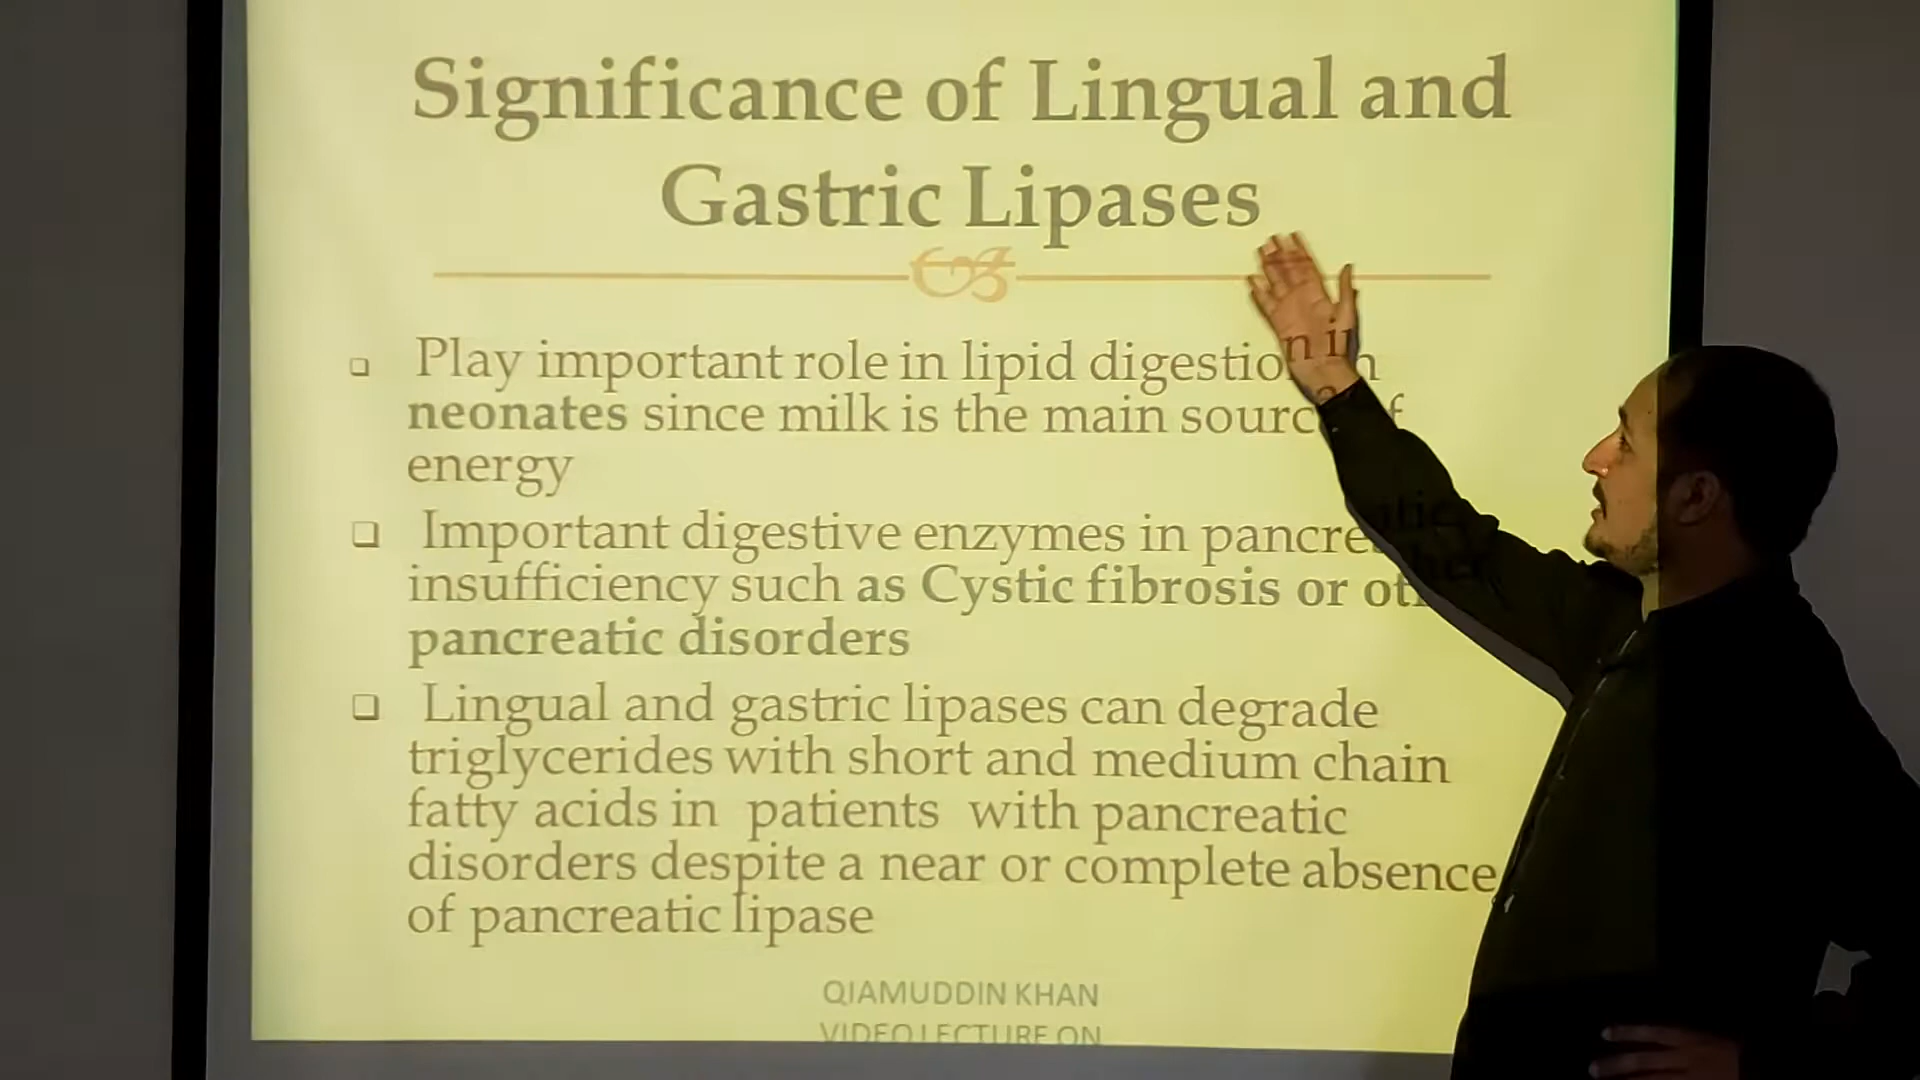 Significance of Lingual and
Gastric Lipases
Play important role in lipid digestion in
neonates since milk is the main source of
energy
Important digestive enzymes in pancreatic
insufficiency such as Cystic fibrosis or other
pancreatic disorders
Lingual and gastric lipases can degrade
triglycerides with short and medium chain
fatty acids in patients with pancreatic
disorders despite a near or complete absence
of pancreatic lipase
QIAMUDDIN KHAN
VIDEO LECTURE ON